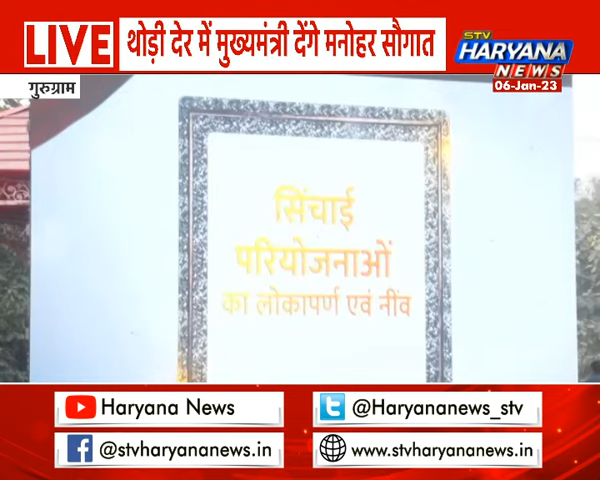 LIVE थोड़ी देर में मुख्यमंत्री देंगे मनोहर सौगात
STV
HARYANA
NEWS
गुरुग्राम
06-Jan-23
सिंचाई
परियोजनाओं
का लोकापर्ण एवं नींव
Haryana News
@Haryananews_stv
@stvharyananews.in
www.stvharyananews.in